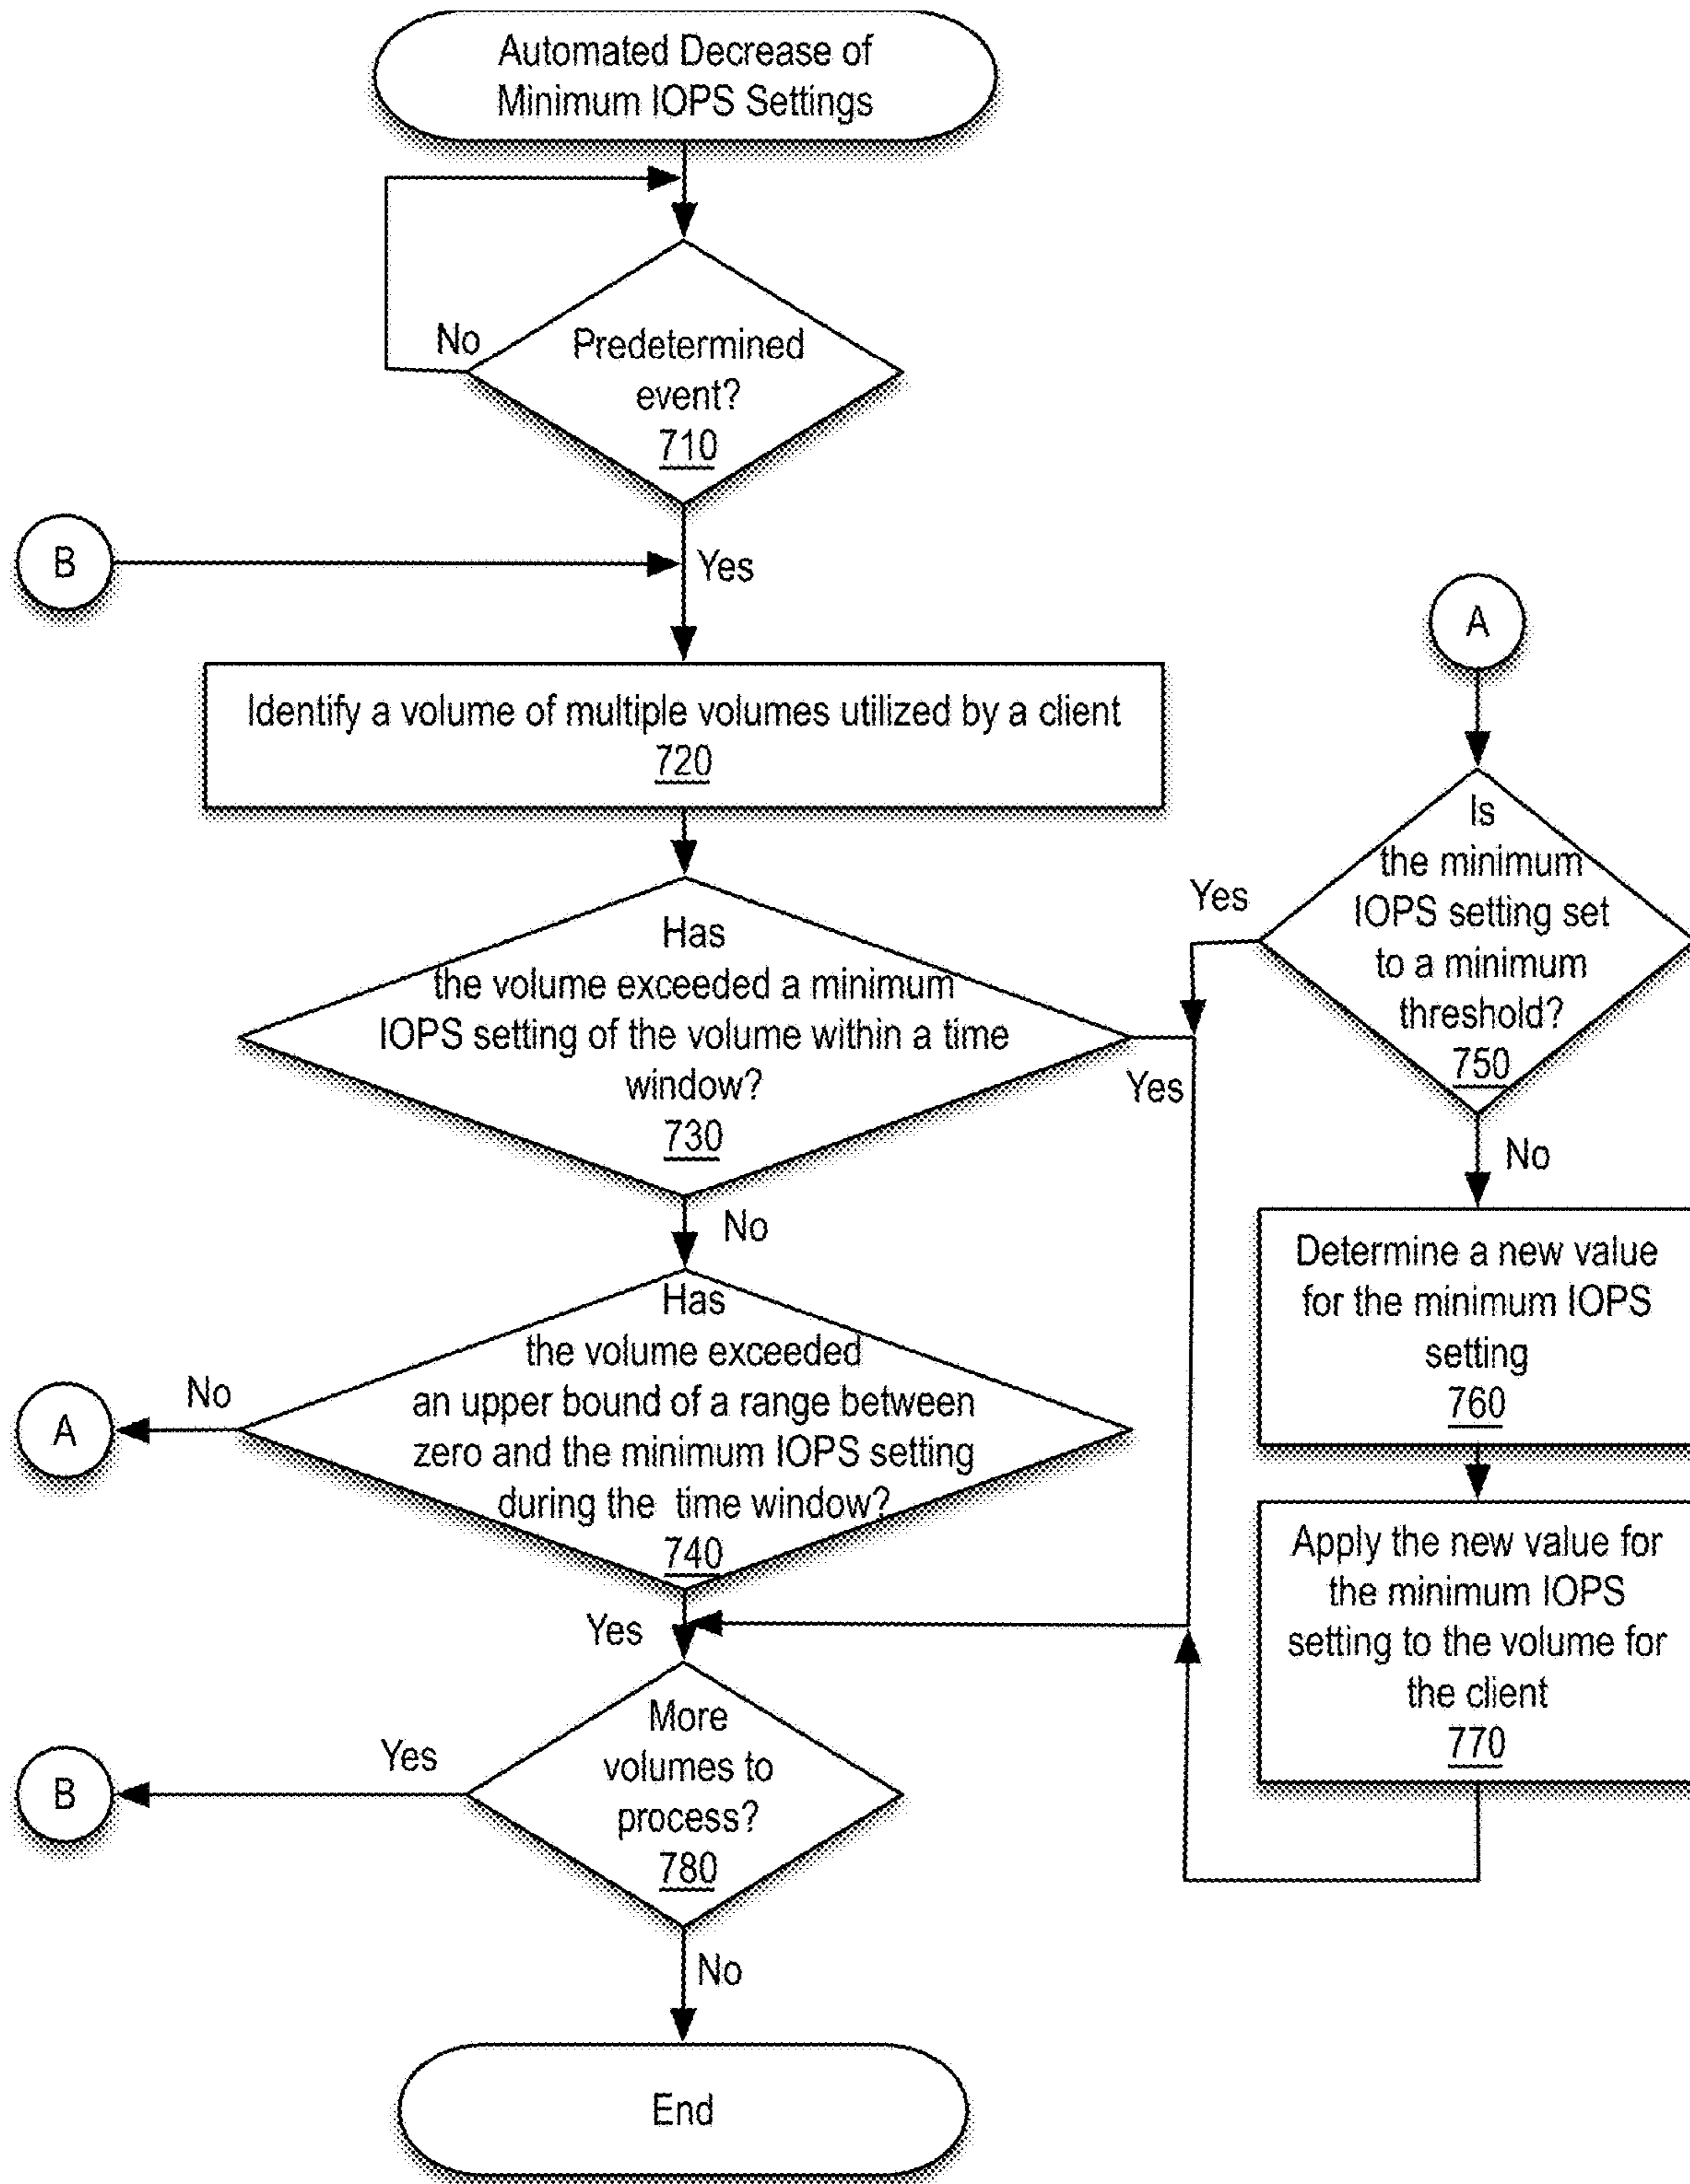 Automated Decrease of
Minimum IOPS Settings
No
Predetermined
event?
710
B
Yes
Identify a volume of multiple volumes utilized by a client
720
Has
the volume exceeded a minimum
IOPS setting of the volume within a time
window?
730
Yes
No
Has
the volume exceeded
an upper bound of a range between
zero and the minimum IOPS setting
during the time window?
740
No
A
Yes
More
volumes to
process?
780
Yes
B
No
End
A
Is
the minimum
IOPS setting set
to a minimum
threshold?
750
Yes
No
Determine a new value
for the minimum IOPS
setting
760
Apply the new value for
the minimum IOPS
setting to the volume for
the client
770